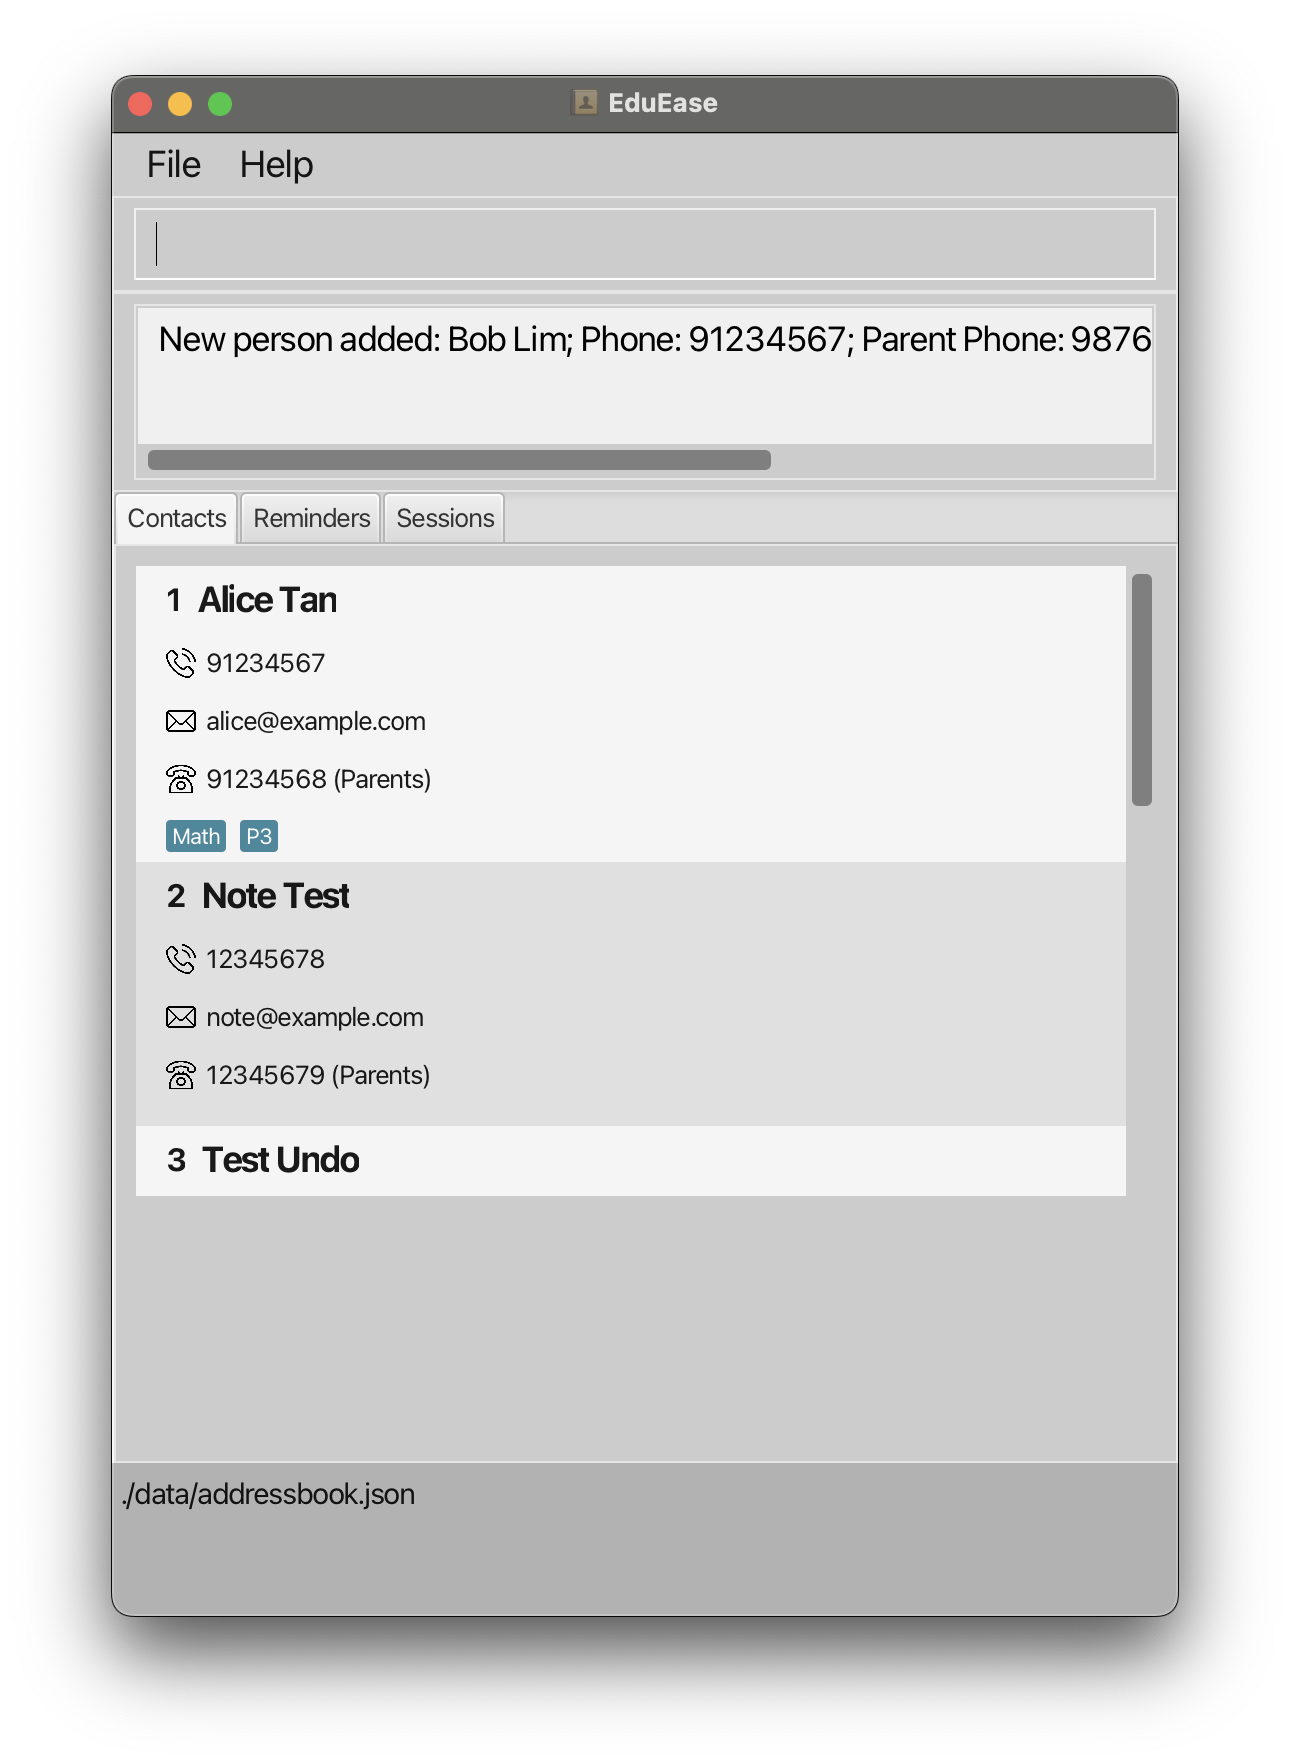 EduEase
File Help
New person added: Bob Lim; Phone: 91234567; Parent Phone: 9876
Contacts Reminders Sessions
1 Alice Tan
91234567
alice@example.com
91234568 (Parents)
Math P3
2 Note Test
12345678
note@example.com
12345679 (Parents)
3 Test Undo
./data/addressbook.json